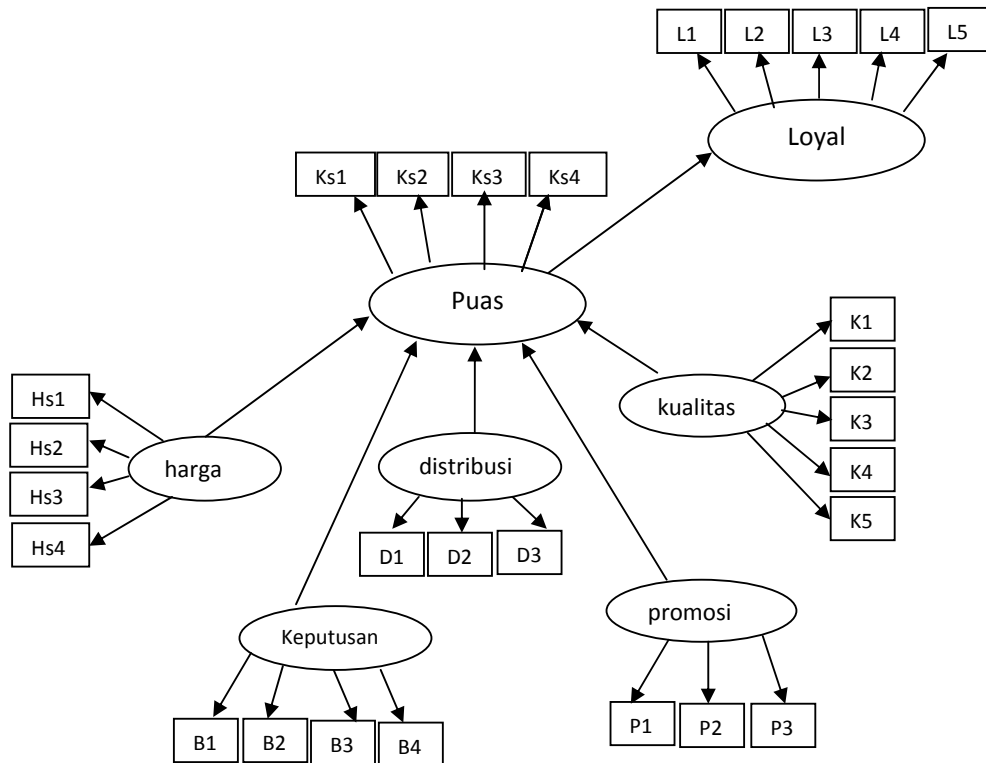 L1 L2 L3 L4 L5
Loyal
Ks1 Ks2 Ks3 Ks4
Puas
K1
K2
K3
K4
K5
kualitas
Hs1
Hs2
Hs3
Hs4
harga
distribusi
D1 D2 D3
Keputusan
B1 B2 B3 B4
promosi
P1 P2 P3